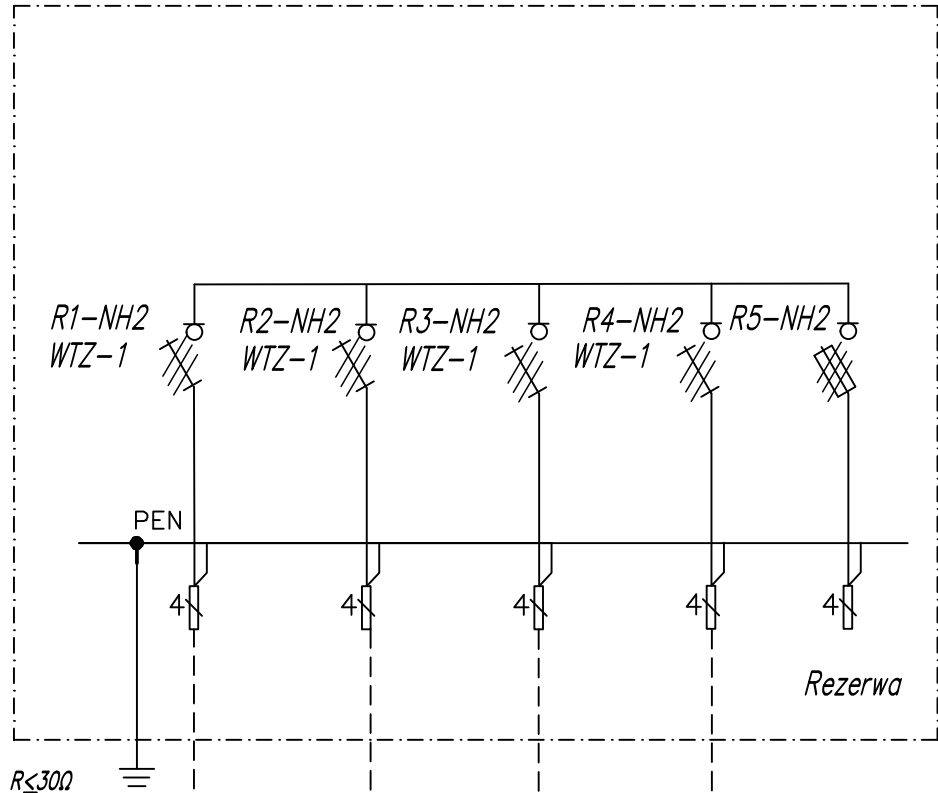 R1-NH2
WTZ-1
R2-NH2
WTZ-1
R3-NH2
WTZ-1
R4-NH2
WTZ-1
R5-NH2
PEN
4
4
4
4
4
Rezerwa
R≤30Ω